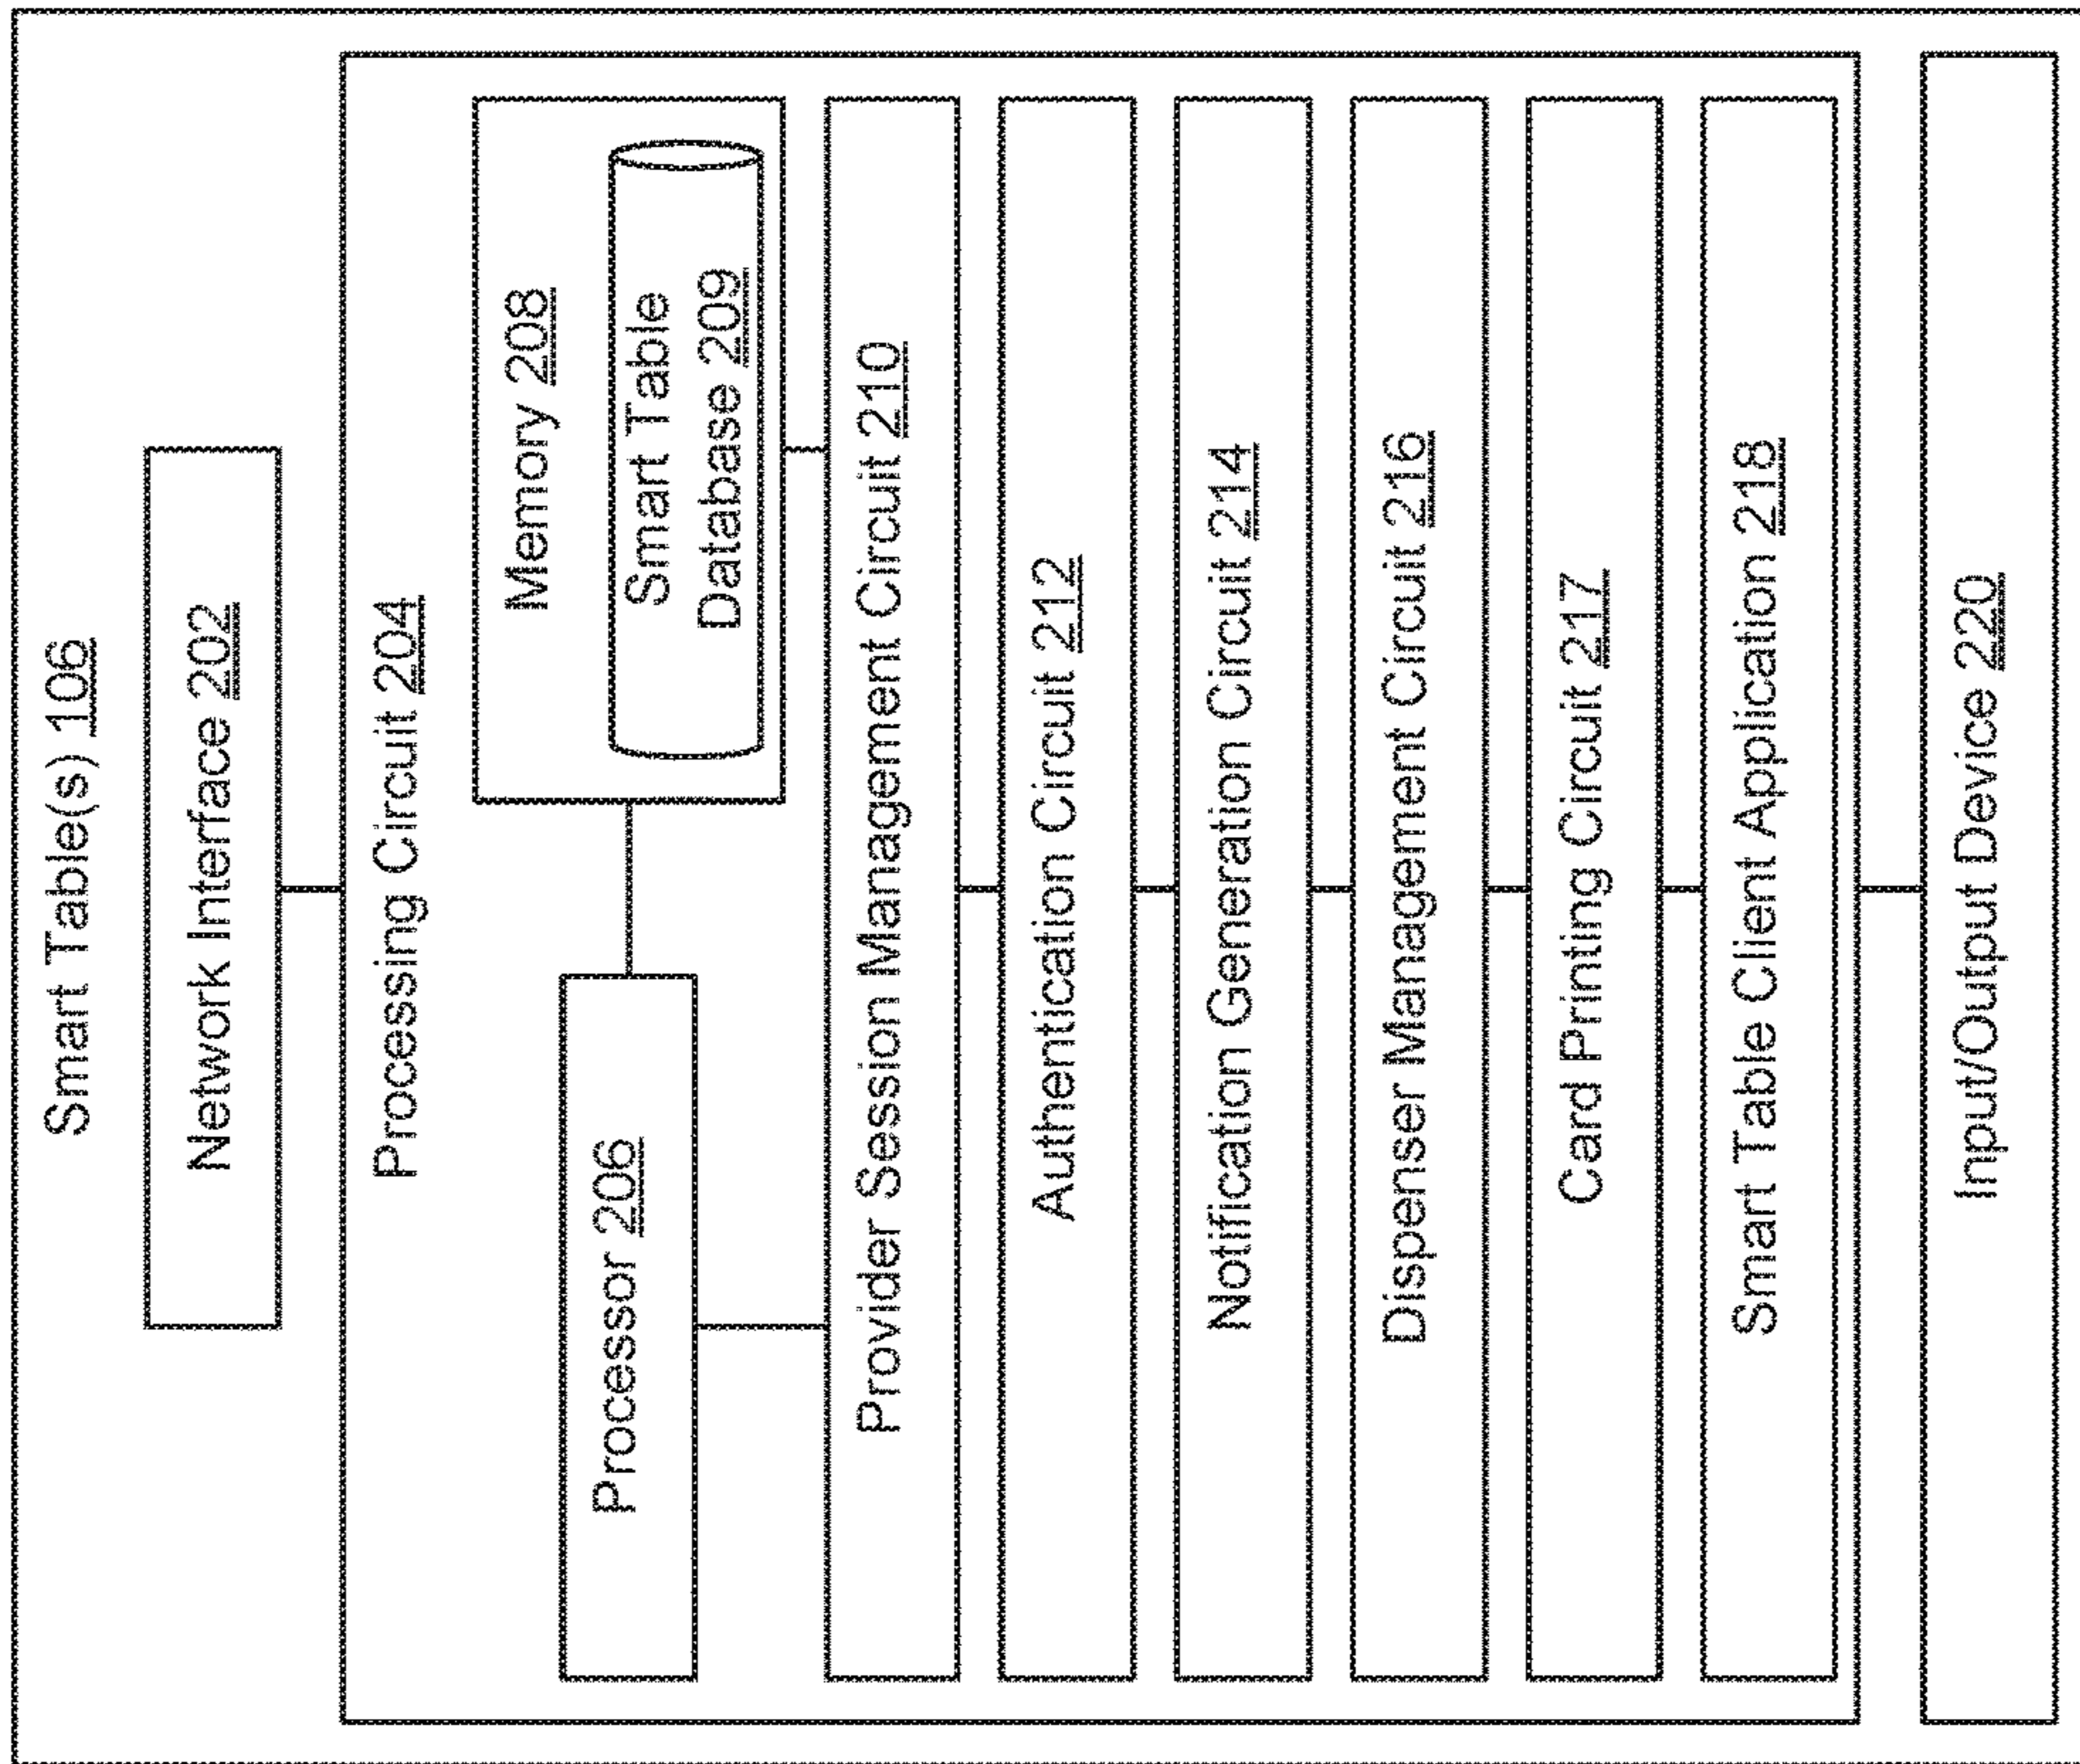 Smart Table(s) 106
Network Interface 202
Processing Circuit 204
Processor 206
Memory 208
Smart Table
Database 209
Provider Session Management Circuit 210
Authentication Circuit 212
Notification Generation Circuit 214
Dispenser Management Circuit 216
Card Printing Circuit 217
Smart Table Client Application 218
Input/Output Device 220